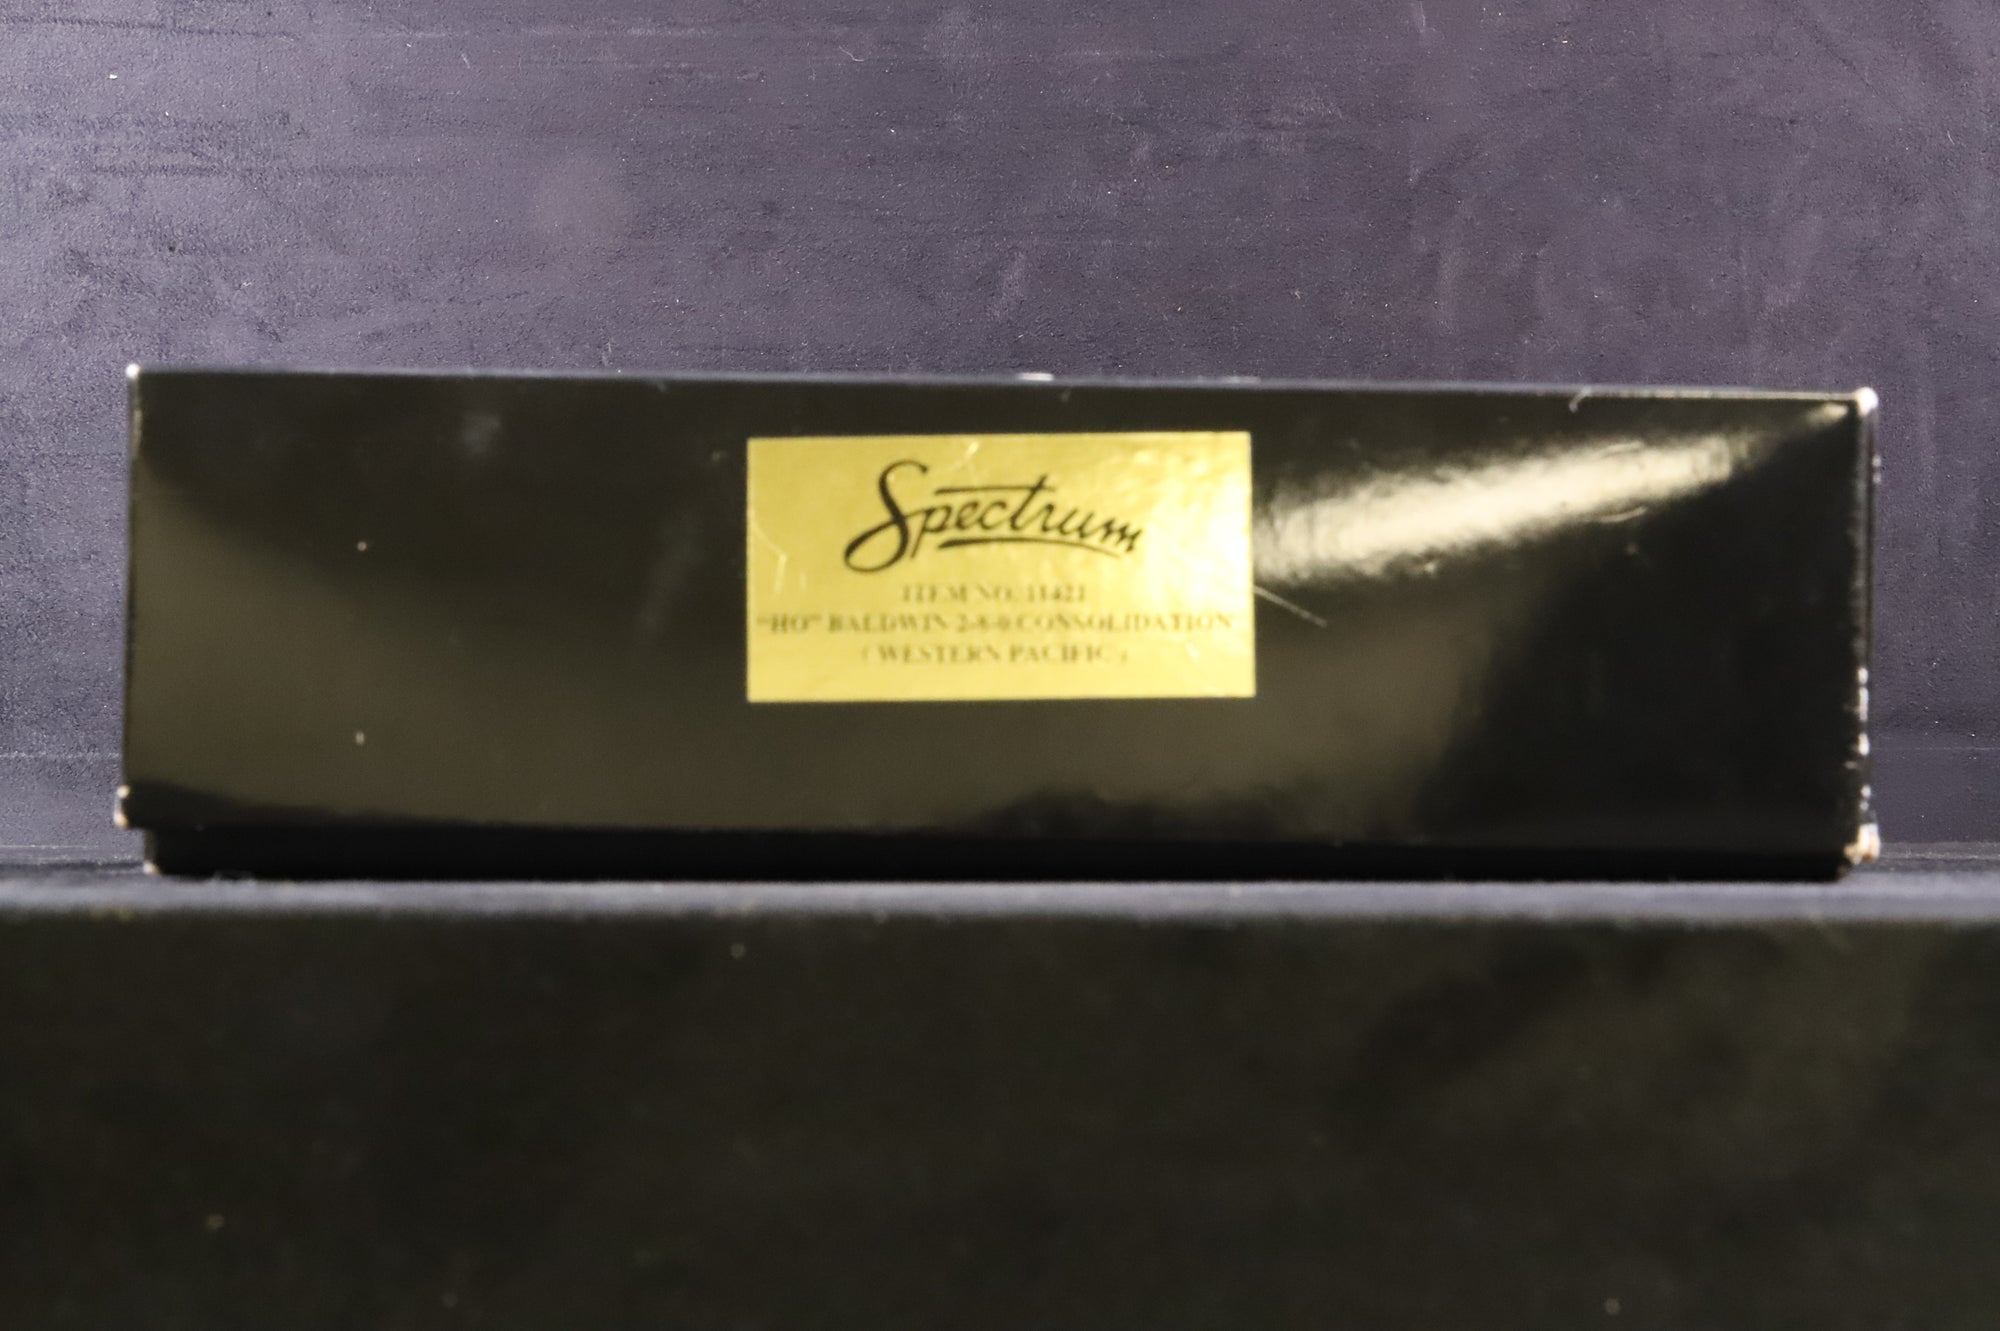 Spectrum
ITEM NO. 11421
"HO" BALDWIN 2-8-0 CONSOLIDATION
( WESTERN PACIFIC )